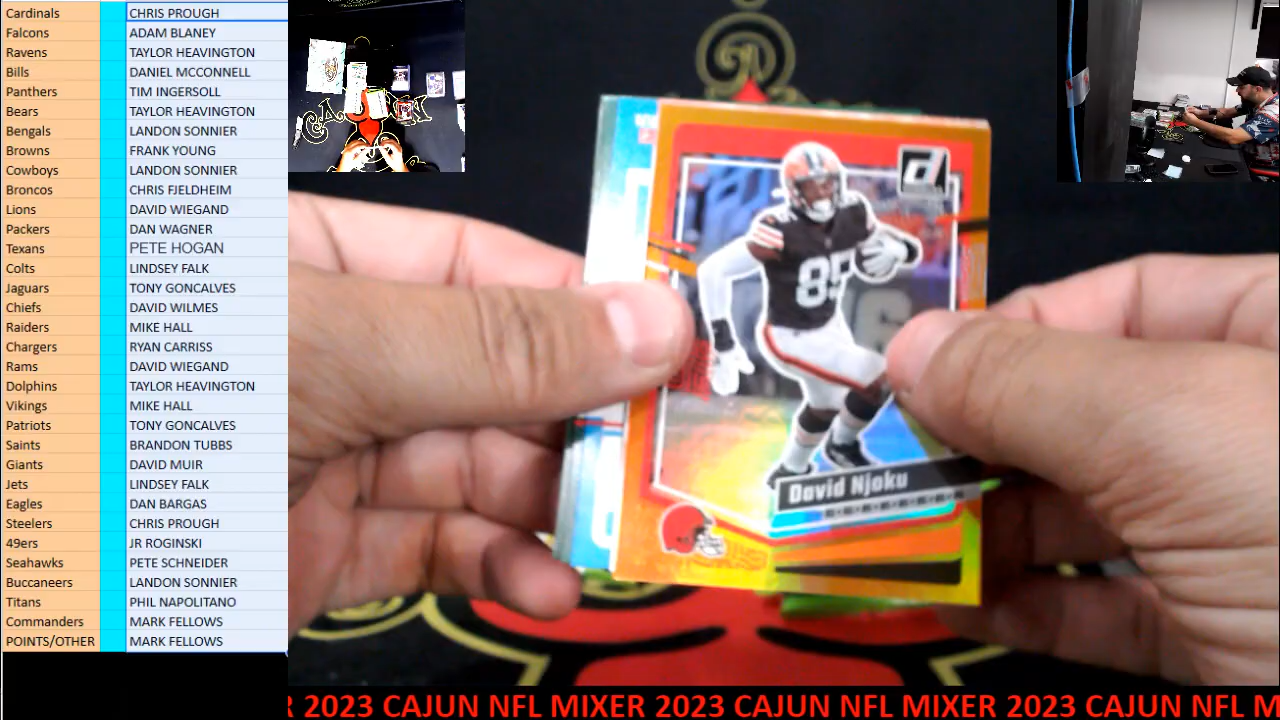 Cardinals CHRIS PROUGH
Falcons ADAM BLANEY
Ravens TAYLOR HEAVINGTON
Bills DANIEL MCCONNELL
Panthers TIM INGERSOLL
Bears TAYLOR HEAVINGTON
Bengals LANDON SONNIER
Browns FRANK YOUNG
Cowboys LANDON SONNIER
Broncos CHRIS FJELDHEIM
Lions DAVID WIEGAND
Packers DAN WAGNER
Texans PETE HOGAN
Colts LINDSEY FALK
Jaguars TONY GONCALVES
Chiefs DAVID WILMES
Raiders MIKE HALL
Chargers RYAN CARRISS
Rams DAVID WIEGAND
Dolphins TAYLOR HEAVINGTON
Vikings MIKE HALL
Patriots TONY GONCALVES
Saints BRANDON TUBBS
Giants DAVID MUIR
Jets LINDSEY FALK
Eagles DAN BARGAS
Steelers CHRIS PROUGH
49ers JR ROGINSKI
Seahawks PETE SCHNEIDER
Buccaneers LANDON SONNIER
Titans PHIL NAPOLITANO
Commanders MARK FELLOWS
POINTS/OTHER MARK FELLOWS
d
85
David Njoku
R 2023 CAJUN NFL MIXER 2023 CAJUN NFL MIXER 2023 CAJUN NFL M